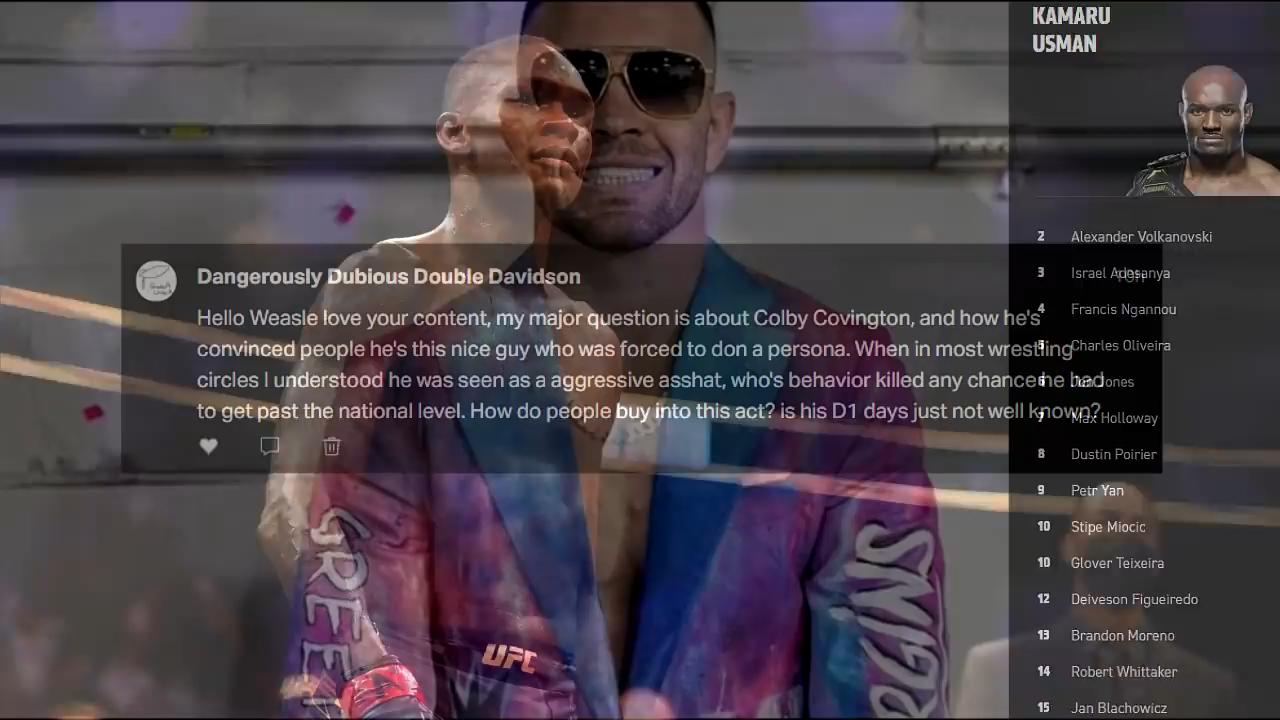 KAMARU
USMAN
Dangerously Dubious Double Davidson
Hello Weasle love your content, my major question is about Colby Covington, and how he's
convinced people he's this nice guy who was forced to don a persona. When in most wrestling
circles I understood he was seen as a aggressive asshat, who's behavior killed any chance he had
to get past the national level. How do people buy into this act? is his D1 days just not well known?
2 Alexander Volkanovski
3 Israel Adesanya
4 Francis Ngannou
5 Charles Oliveira
6 Jon Jones
7 Max Holloway
8 Dustin Poirier
9 Petr Yan
10 Stipe Miocic
10 Glover Teixeira
12 Deiveson Figueiredo
13 Brandon Moreno
14 Robert Whittaker
15 Jan Blachowicz
UFC